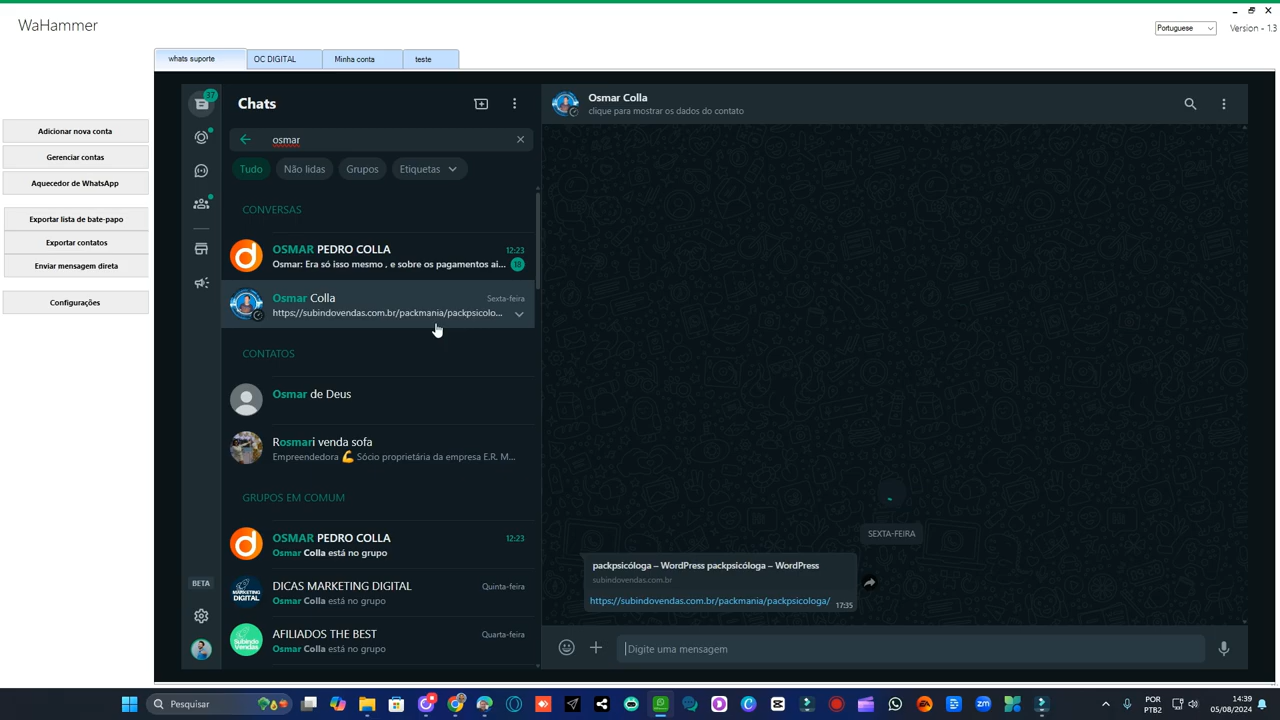 WaHammer
Portuguese
Version - 1.3
whats suporte
OC DIGITAL
Minha conta
teste
Adicionar nova conta
Gerenciar contas
Aquecedor de WhatsApp
Exportar lista de bate-papo
Exportar contatos
Enviar mensagem direta
Configurações
37
BETA
Chats
osmar
Tudo
Não lidas
Grupos
Etiquetas
CONVERSAS
OSMAR PEDRO COLLA
12:23
Osmar: Era só isso mesmo , e sobre os pagamentos ai...
18
Osmar Colla
Sexta-feira
https://subindovendas.com.br/packmania/packpsicolo...
CONTATOS
Osmar de Deus
Rosmari venda sofa
Empreendedora 💪 Sócio proprietária da empresa E.R. M...
GRUPOS EM COMUM
OSMAR PEDRO COLLA
12:23
Osmar Colla está no grupo
DICAS MARKETING DIGITAL
Quinta-feira
Osmar Colla está no grupo
AFILIADOS THE BEST
Quarta-feira
Osmar Colla está no grupo
Osmar Colla
clique para mostrar os dados do contato
SEXTA-FEIRA
packpsicóloga – WordPress packpsicóloga – WordPress
subindovendas.com.br
https://subindovendas.com.br/packmania/packpsicologa/
17:35
Digite uma mensagem
Pesquisar
POR
PTB2
14:39
05/08/2024